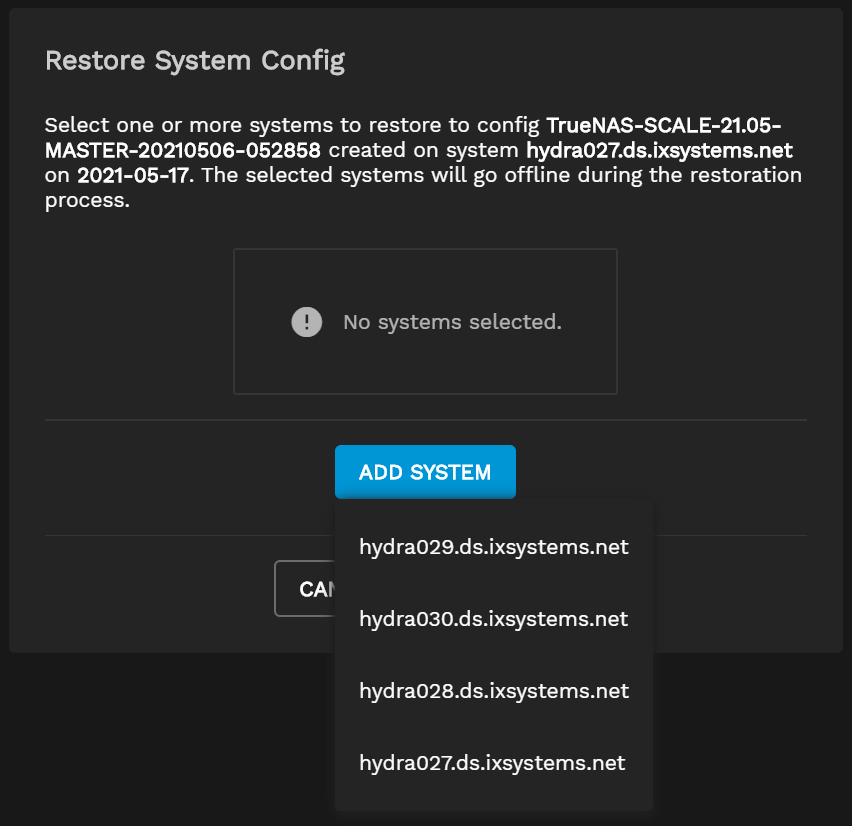 Restore System Config
Select one or more systems to restore to config TrueNAS-SCALE-21.05-
MASTER-20210506-052858 created on system hydra027.ds.ixsystems.net
on 2021-05-17. The selected systems will go offline during the restoration
process.
No systems selected.
ADD SYSTEM
hydra029.ds.ixsystems.net
CAN
hydra030.ds.ixsystems.net
hydra028.ds.ixsystems.net
hydra027.ds.ixsystems.net